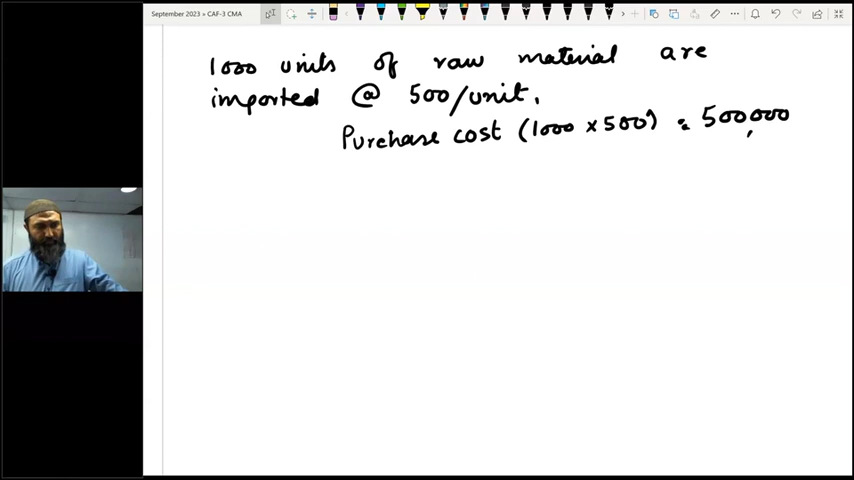 September 2023 » CAF-3 CMA
1000 units of raw material are
imported @ 500/unit.
Purchase cost (1000 x 500) = 500,000